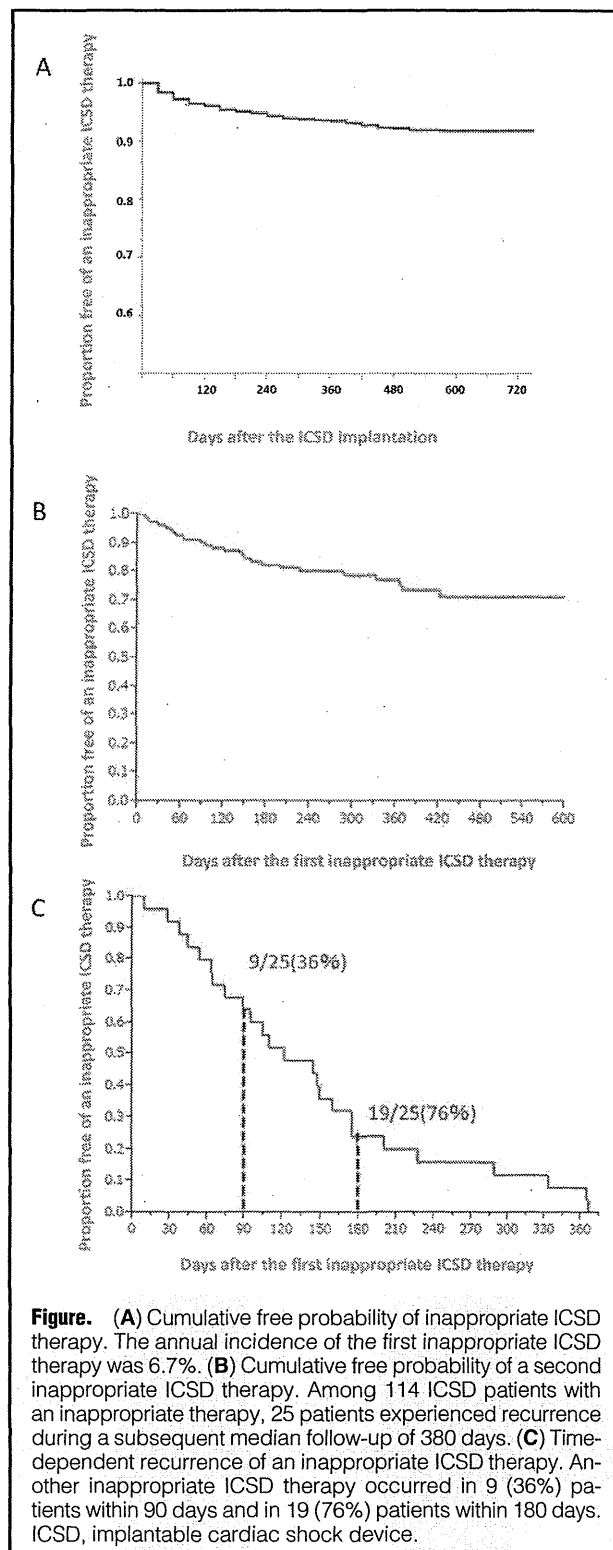 A
Proportion free of an inappropriate ICSD therapy
1.0
0.9
0.8
0.7
0.6
120 240 360 480 600 720
Days after the ICSD implantation
B
Proportion free of an inappropriate ICSD therapy
1.0
0.9
0.8
0.7
0.6
0.5
0.4
0.3
0.2
0.1
0.0
0 60 120 180 240 300 360 420 480 540 600
Days after the first inappropriate ICSD therapy
C
Proportion free of an inappropriate ICSD therapy
1.0
0.9
0.8
0.7
0.6
0.5
0.4
0.3
0.2
0.1
0.0
9/25(36%)
19/25(76%)
0 30 60 90 120 150 180 210 240 270 300 330 360
Days after the first inappropriate ICSD therapy
Figure. (A) Cumulative free probability of inappropriate ICSD
therapy. The annual incidence of the first inappropriate ICSD
therapy was 6.7%. (B) Cumulative free probability of a second
inappropriate ICSD therapy. Among 114 ICSD patients with
an inappropriate therapy, 25 patients experienced recurrence
during a subsequent median follow-up of 380 days. (C) Time-
dependent recurrence of an inappropriate ICSD therapy. An-
other inappropriate ICSD therapy occurred in 9 (36%) pa-
tients within 90 days and in 19 (76%) patients within 180 days.
ICSD, implantable cardiac shock device.